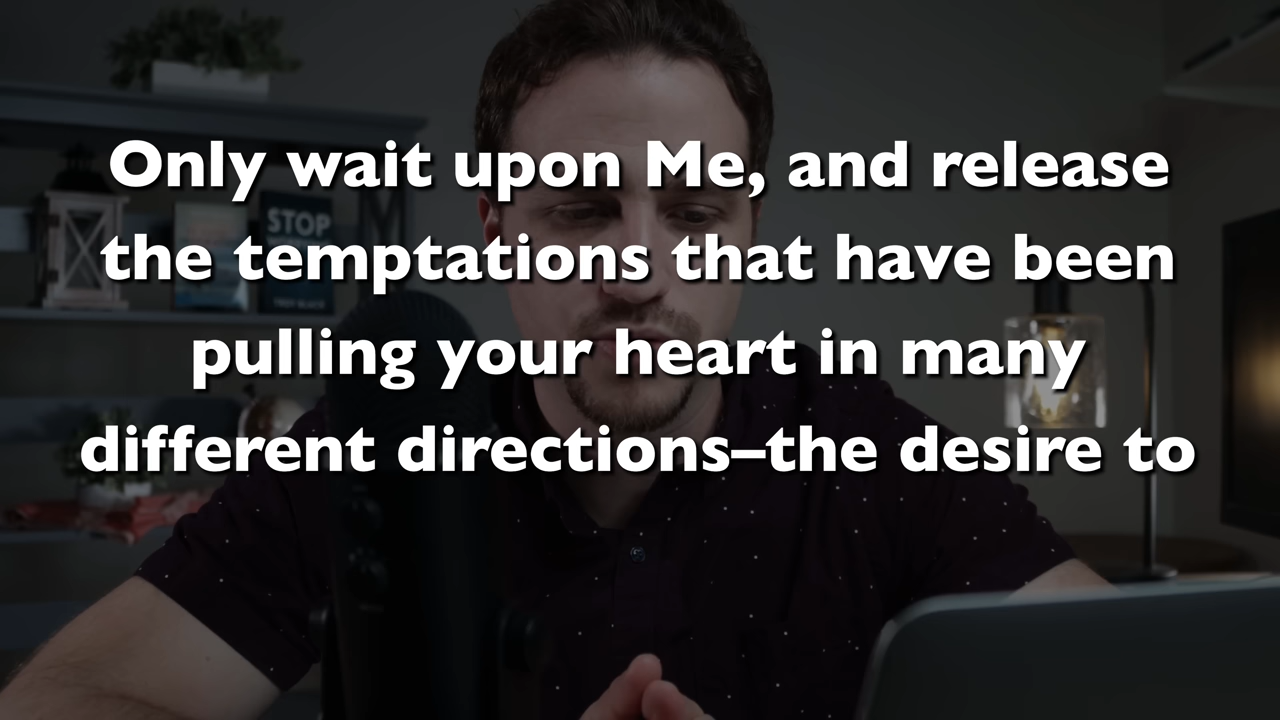 Only wait upon Me, and release
the temptations that have been
pulling your heart in many
different directions–the desire to
STOP